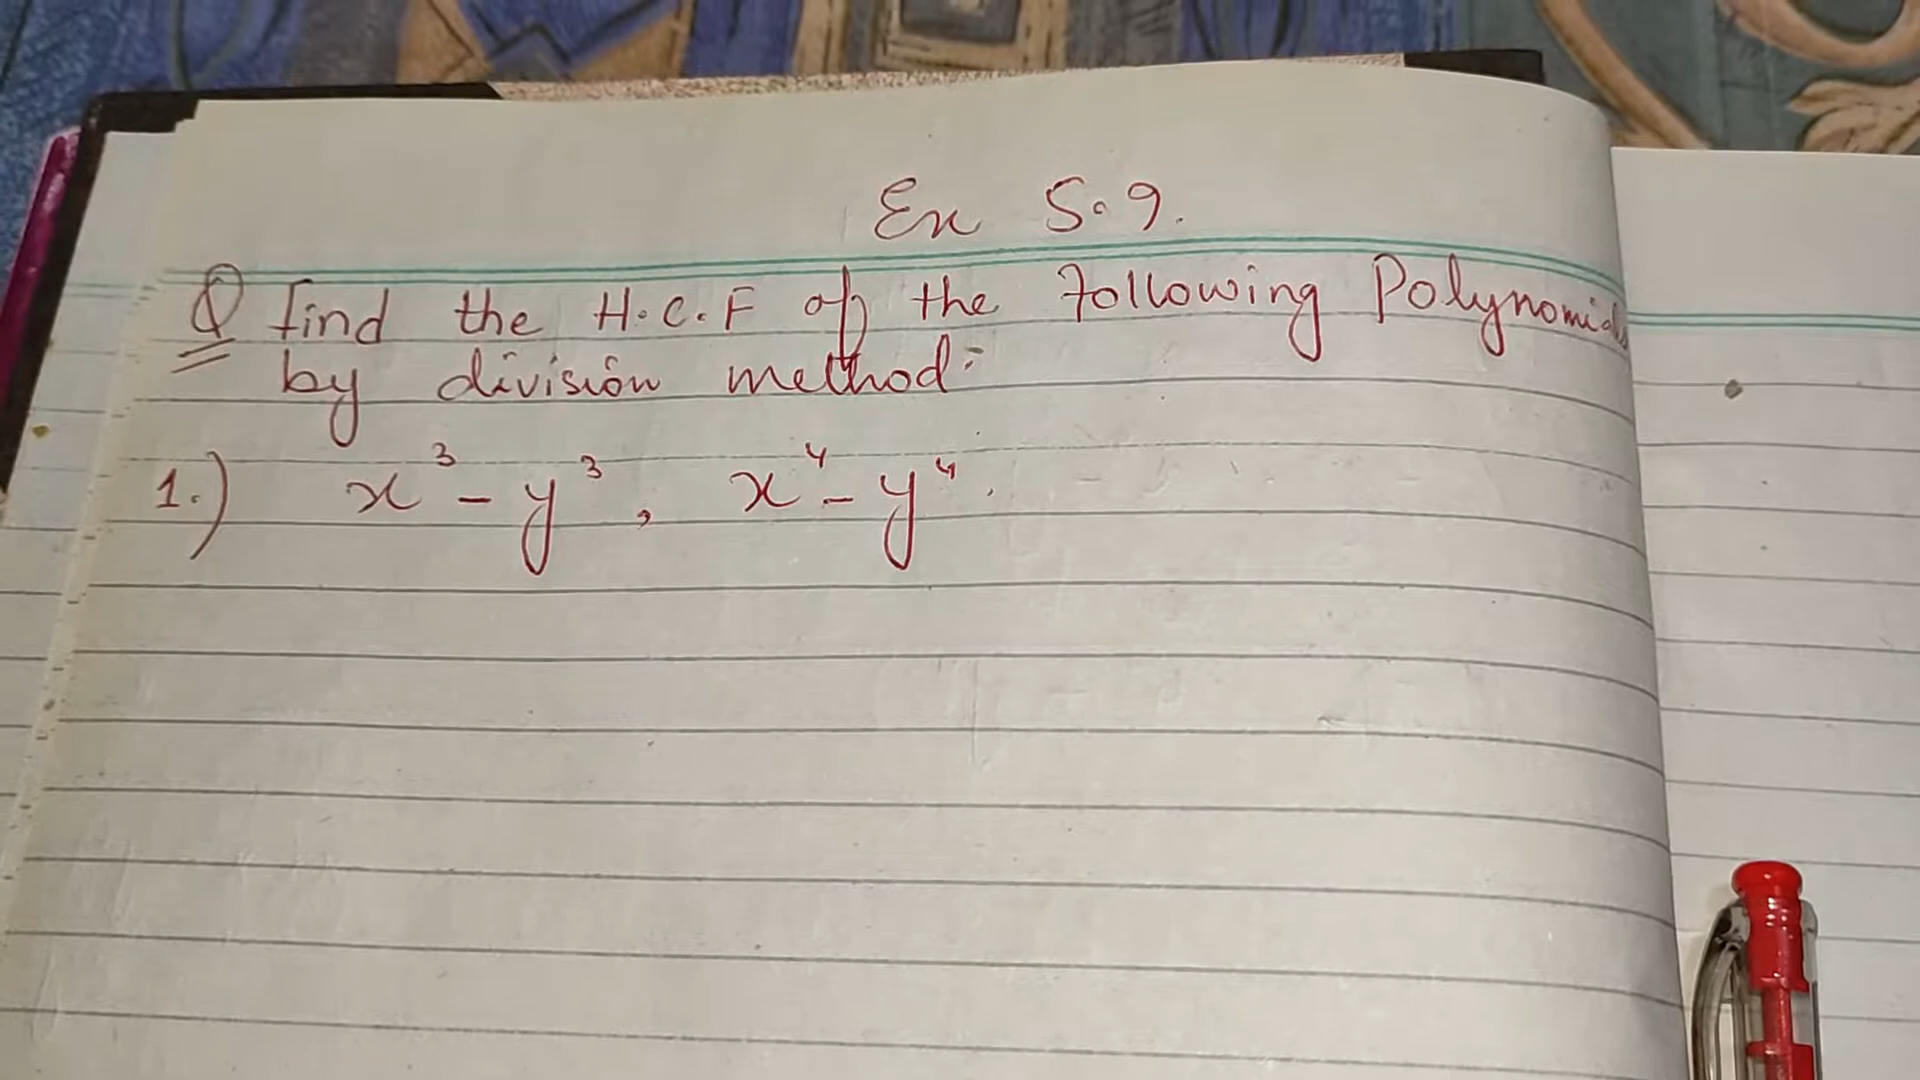 Ex 5.9.
Q find the H.C.F of the following Polynomials
by division method:
1.) x³ - y³, x⁴ - y⁴.